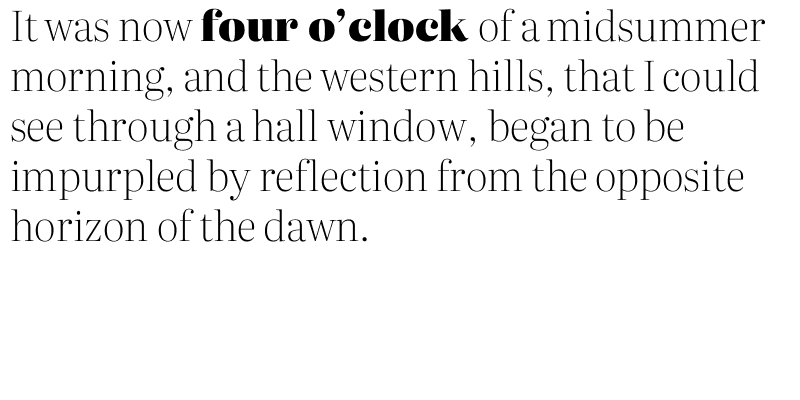 It was now four o’clock of a midsummer
morning, and the western hills, that I could
see through a hall window, began to be
impurpled by reflection from the opposite
horizon of the dawn.